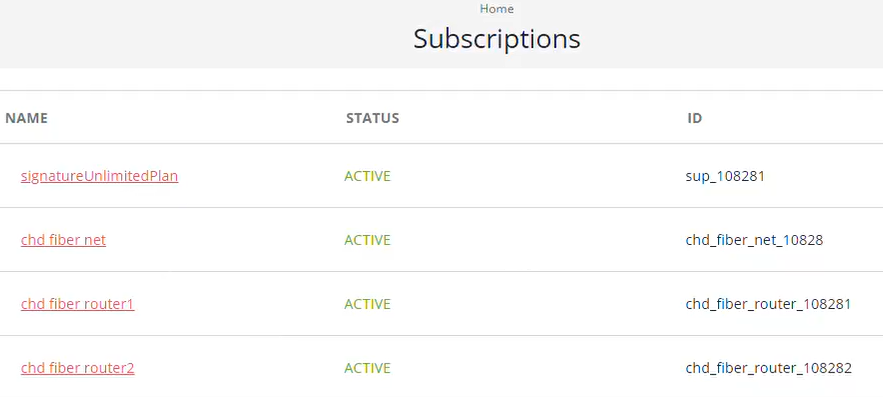 Home
Subscriptions
NAME STATUS ID
signatureUnlimitedPlan ACTIVE sup_108281
chd fiber net ACTIVE chd_fiber_net_10828
chd fiber router1 ACTIVE chd_fiber_router_108281
chd fiber router2 ACTIVE chd_fiber_router_108282